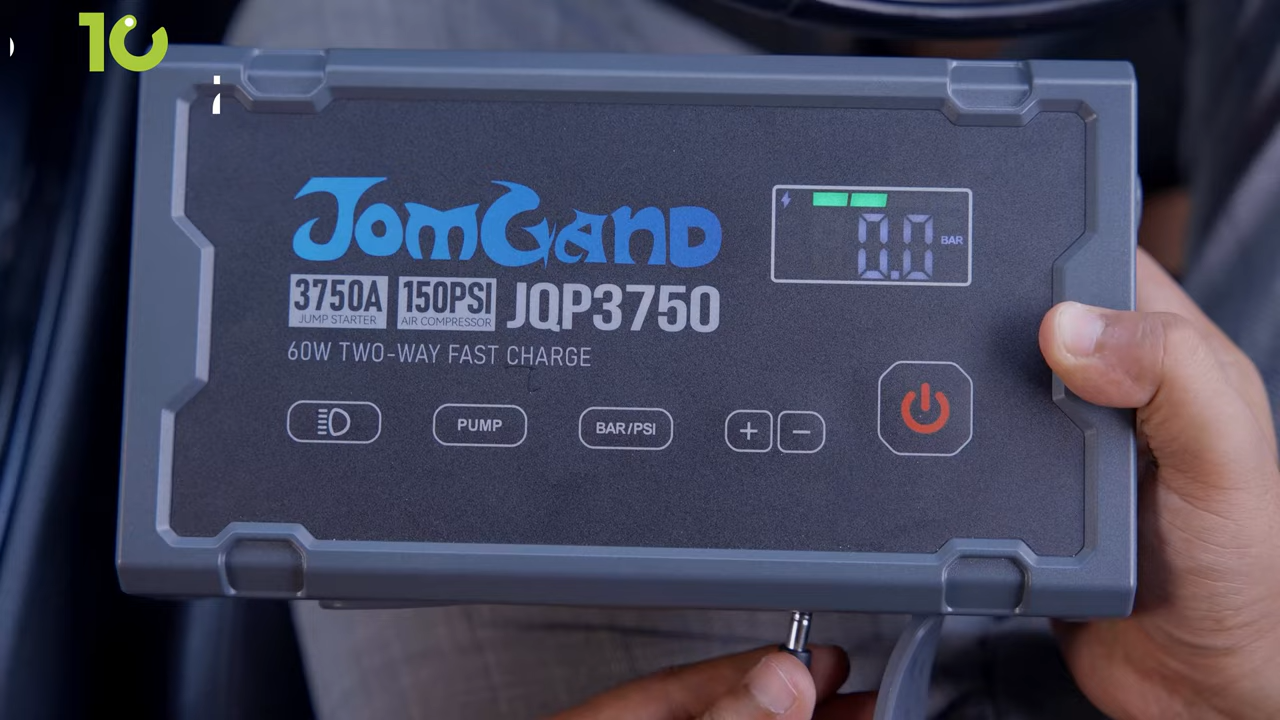 10
JomGand
3750A
JUMP STARTER
150PSI
AIR COMPRESSOR
JQP3750
60W TWO-WAY FAST CHARGE
0.0 BAR
PUMP
BAR/PSI
+ −